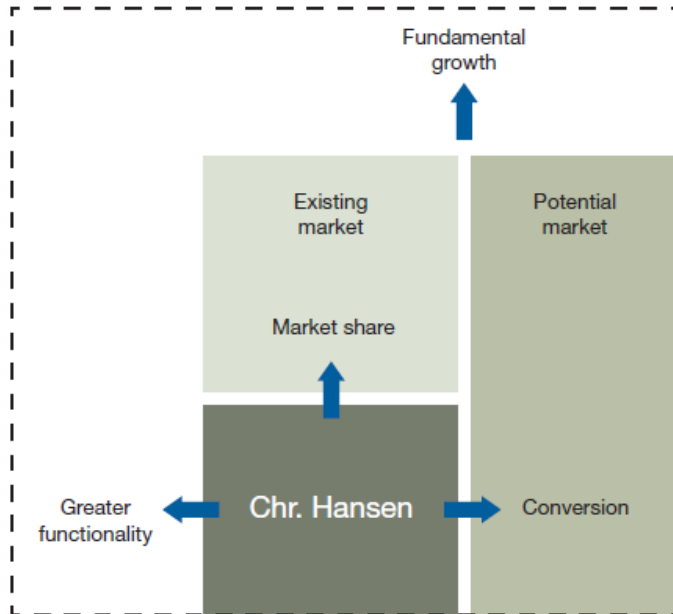 Fundamental
growth
Existing
market
Potential
market
Market share
Greater
functionality
Chr. Hansen
Conversion